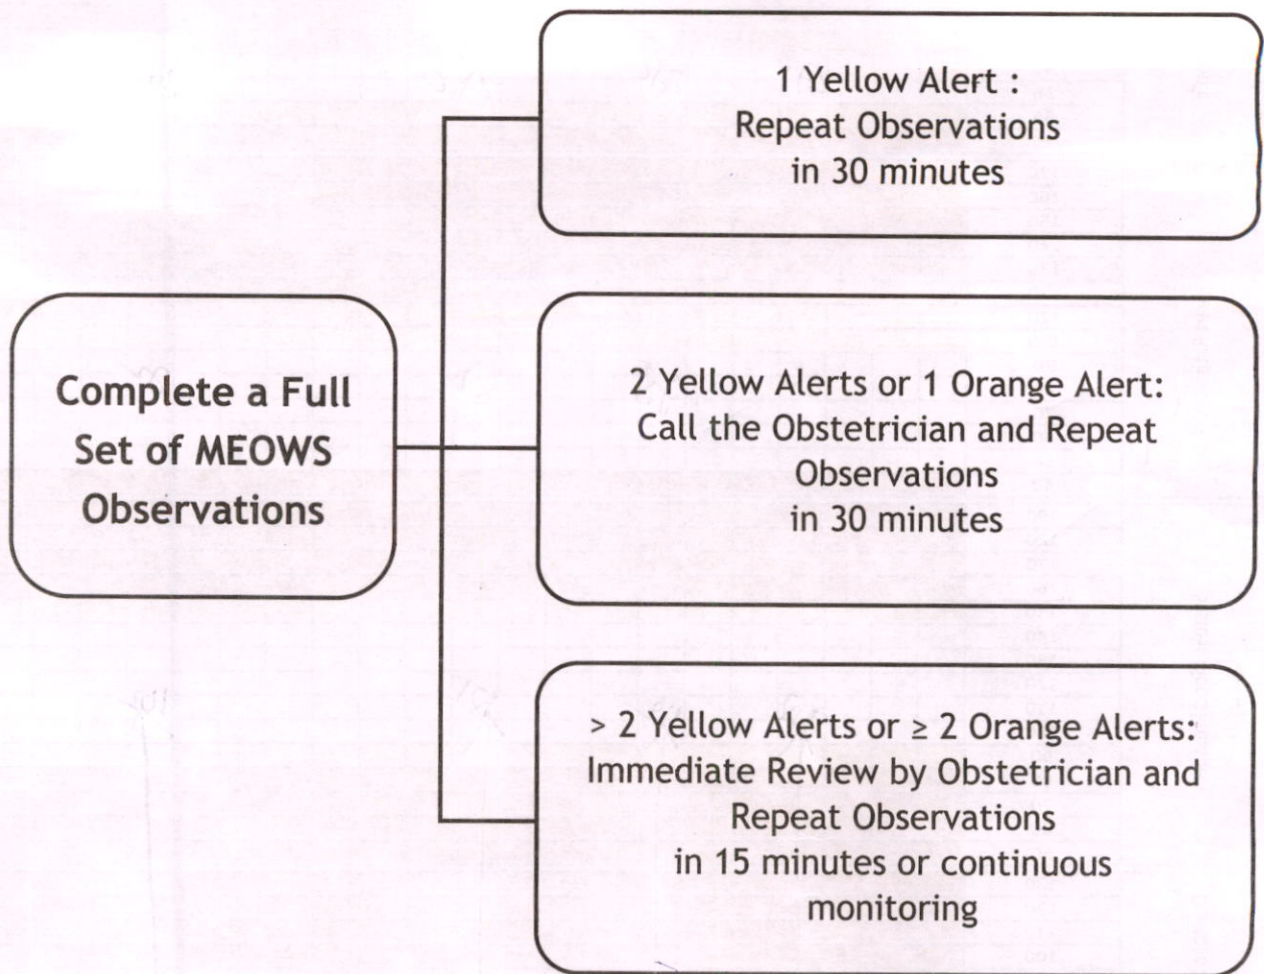 Complete a Full
Set of MEOWS
Observations
1 Yellow Alert :
Repeat Observations
in 30 minutes
2 Yellow Alerts or 1 Orange Alert:
Call the Obstetrician and Repeat
Observations
in 30 minutes
> 2 Yellow Alerts or ≥ 2 Orange Alerts:
Immediate Review by Obstetrician and
Repeat Observations
in 15 minutes or continuous
monitoring